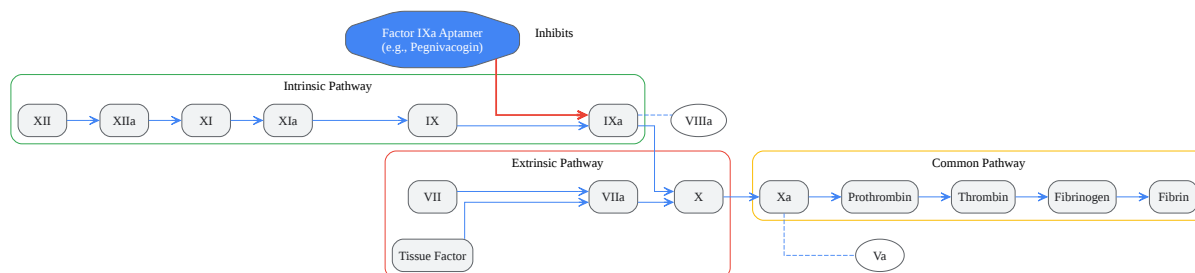 Factor IXa Aptamer
(e.g., Pegnivacogin)
Inhibits
Intrinsic Pathway
XII
XIIa
XI
XIa
IX
IXa
VIIIa
Extrinsic Pathway
VII
VIIa
X
Tissue Factor
Common Pathway
Xa
Prothrombin
Thrombin
Fibrinogen
Fibrin
Va